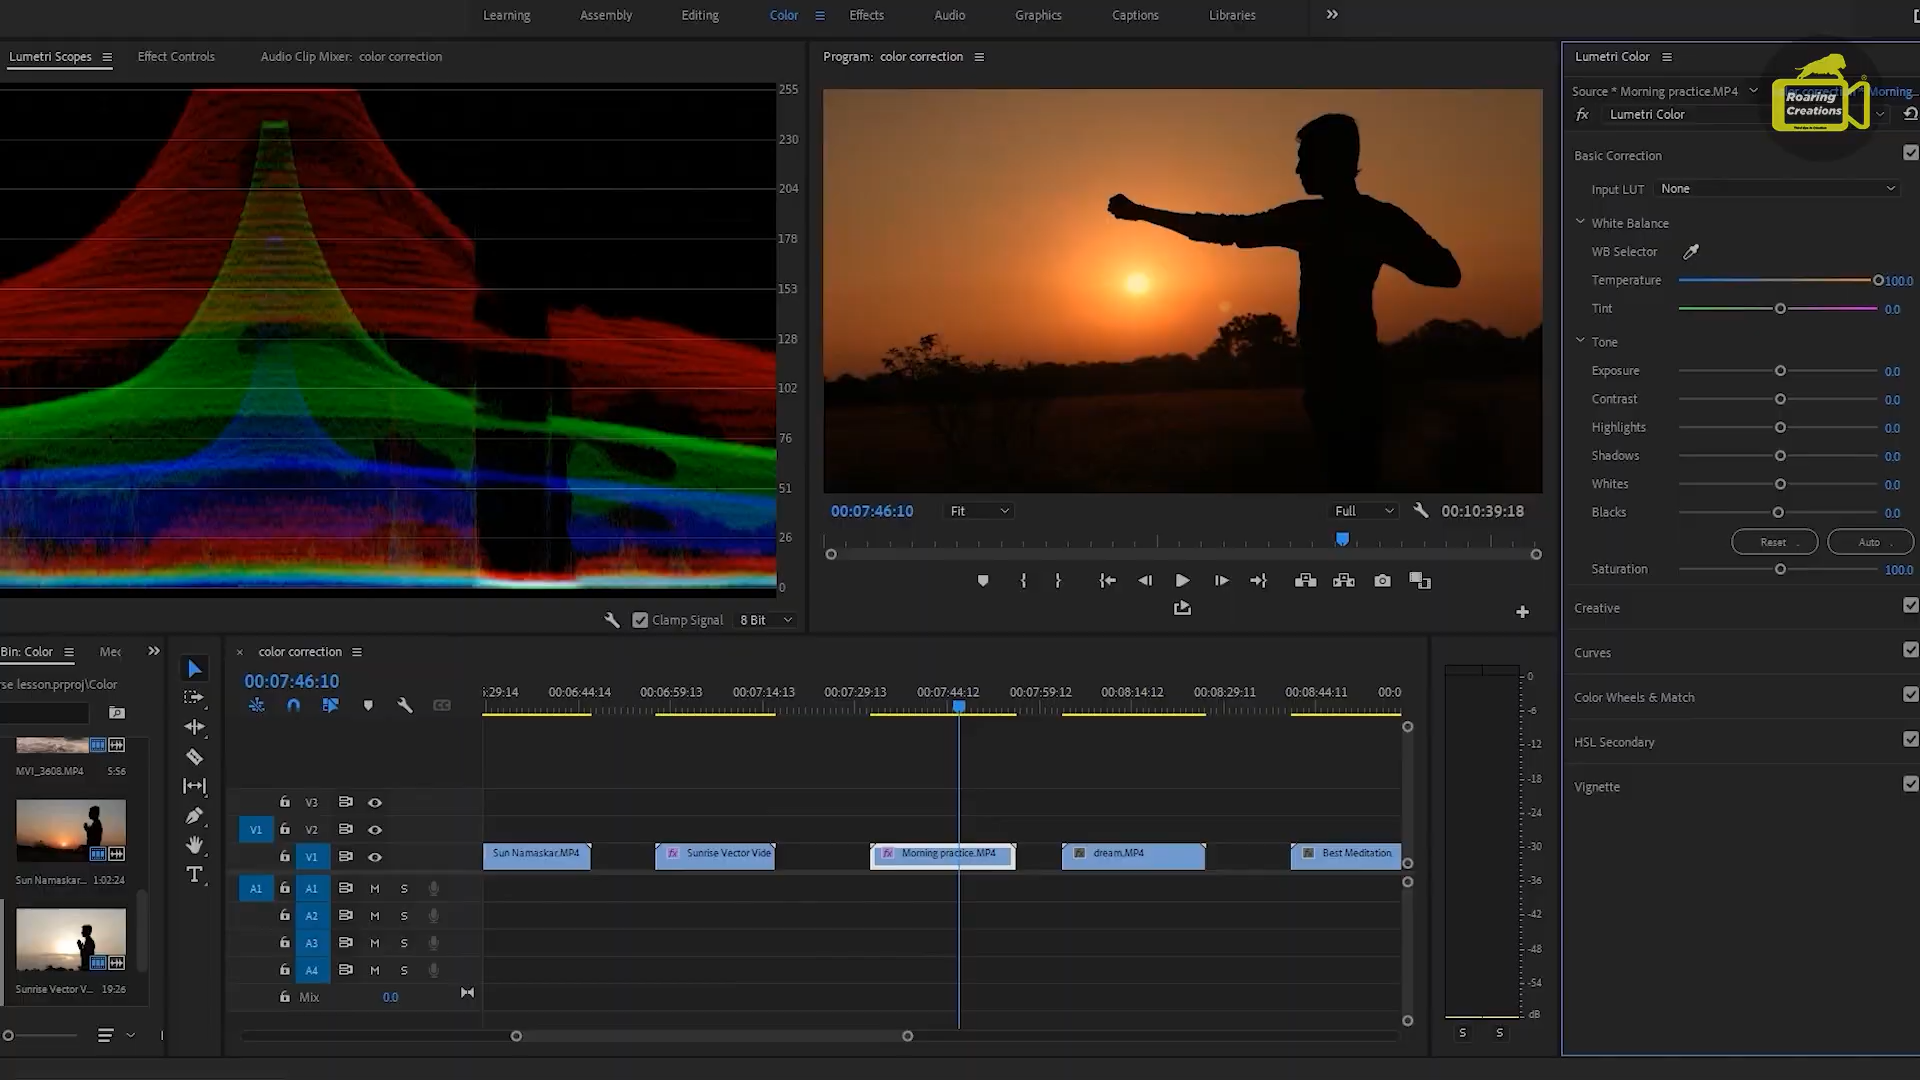 Learning Assembly Editing Color Effects Audio Graphics Captions Libraries
Lumetri Scopes Effect Controls Audio Clip Mixer: color correction
255
230
204
178
153
128
102
76
51
26
0
Clamp Signal 8 Bit
Program: color correction
00:07:46:10 Fit Full 00:10:39:18
Lumetri Color
Source * Morning practice.MP4
Morning...
fx Lumetri Color
Roaring
Creations
Basic Correction
Input LUT None
White Balance
WB Selector
Temperature 100.0
Tint 0.0
Tone
Exposure 0.0
Contrast 0.0
Highlights 0.0
Shadows 0.0
Whites 0.0
Blacks 0.0
Reset Auto
Saturation 100.0
Creative
Curves
Color Wheels & Match
HSL Secondary
Vignette
Bin: Color
se lesson.prproj\Color
MVI_3608.MP4 5:56
Sun Namaskar... 1:02:24
Sunrise Vector V... 19:26
T
× color correction
00:07:46:10
:29:14 00:06:44:14 00:06:59:13 00:07:14:13 00:07:29:13 00:07:44:12 00:07:59:12 00:08:14:12 00:08:29:11 00:08:44:11 00:0
V3
V1 V2
V1
Sun Namaskar.MP4 fx Sunrise Vector Vide fx Morning practice.MP4 fx dream.MP4 fx Best Meditation.
A1 A1 M S
A2 M S
A3 M S
A4 M S
Mix 0.0
0
-6
-12
-18
-24
-30
-36
-42
-48
-54
dB
S S